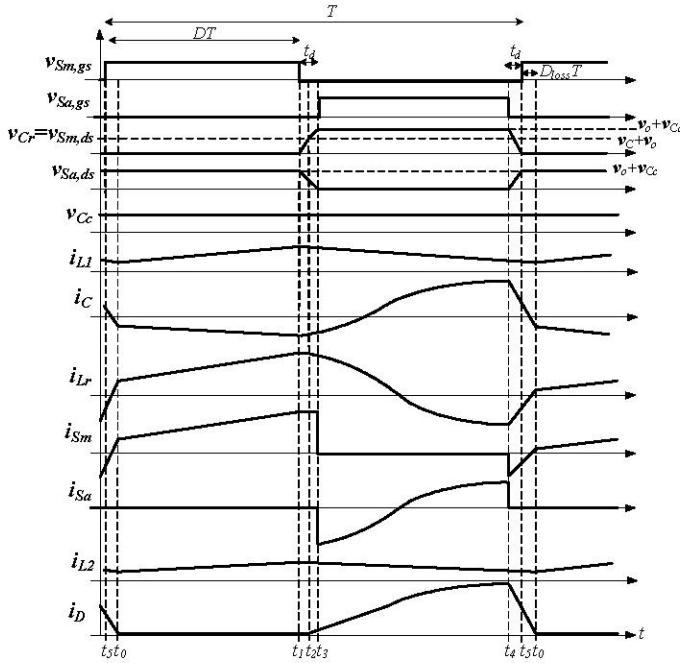 T
DT
t_d
t_d
D_loss T
v_Sm,gs
v_Sa,gs
v_o+v_Cc
v_Cr=v_Sm,ds
v_C+v_o
v_Sa,ds
v_o+v_Cc
v_Cc
i_L1
i_C
i_Lr
i_Sm
i_Sa
i_L2
i_D
t
t_5 t_0 t_1 t_2 t_3 t_4 t_5 t_0